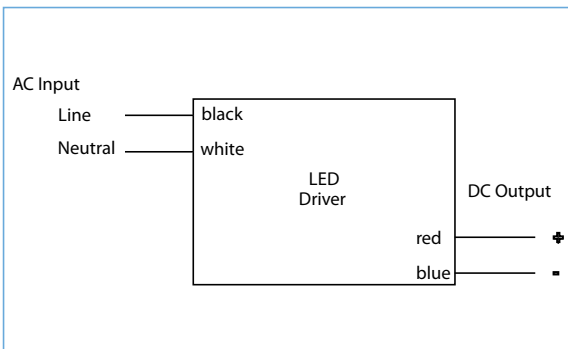 AC Input
Line
black
Neutral
white
LED
Driver
DC Output
red
+
blue
-